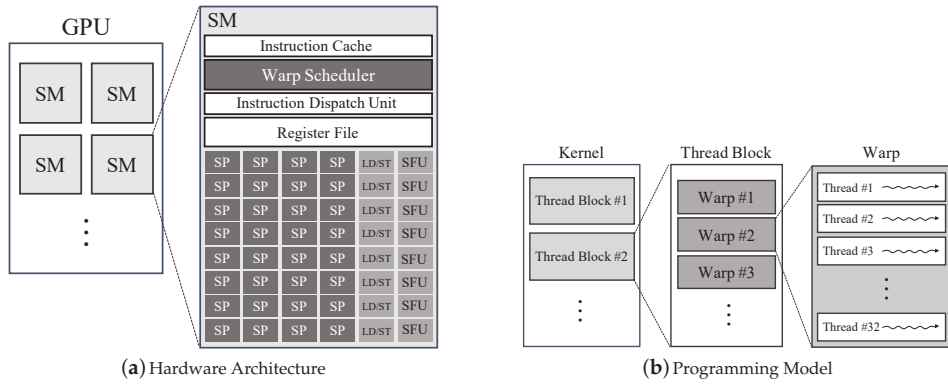 GPU
SM SM
SM SM
SM
Instruction Cache
Warp Scheduler
Instruction Dispatch Unit
Register File
SP SP SP SP LD/ST SFU
SP SP SP SP LD/ST SFU
SP SP SP SP LD/ST SFU
SP SP SP SP LD/ST SFU
SP SP SP SP LD/ST SFU
SP SP SP SP LD/ST SFU
SP SP SP SP LD/ST SFU
SP SP SP SP LD/ST SFU
(a) Hardware Architecture
Kernel
Thread Block #1
Thread Block #2
Thread Block
Warp #1
Warp #2
Warp #3
Warp
Thread #1
Thread #2
Thread #3
Thread #32
(b) Programming Model